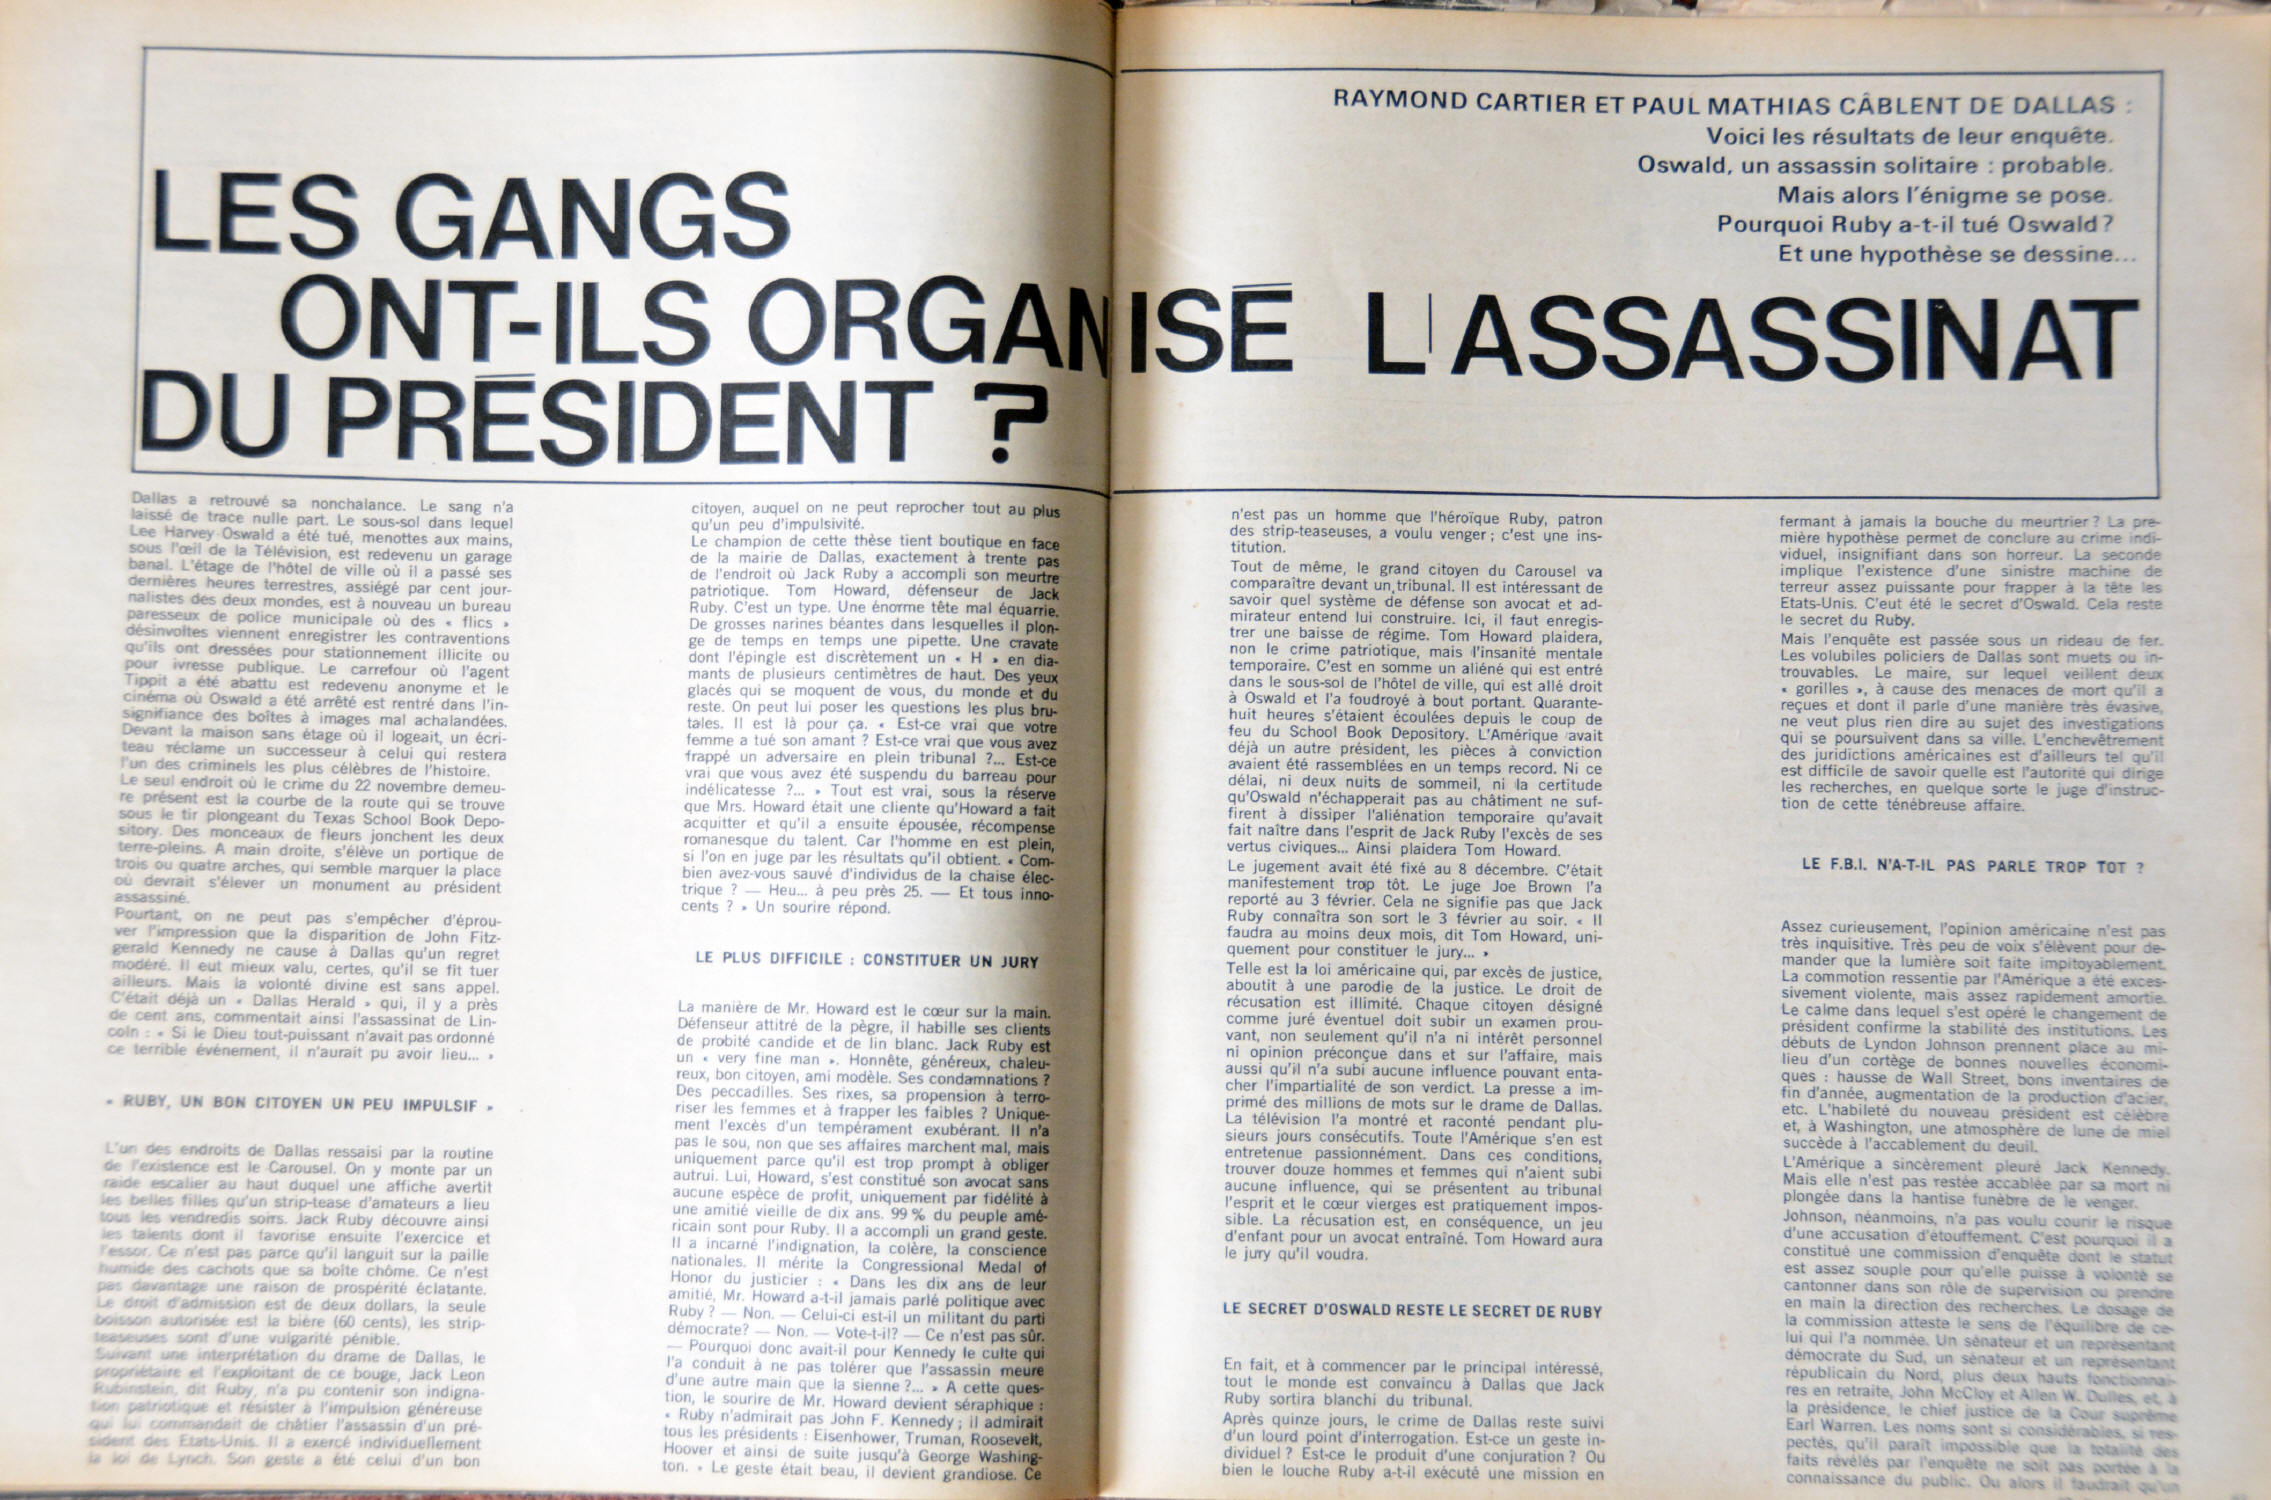 RAYMOND CARTIER ET PAUL MATHIAS CÂBLENT DE DALLAS :
Voici les résultats de leur enquête.
Oswald, un assassin solitaire : probable.
Mais alors l'énigme se pose.
Pourquoi Ruby a-t-il tué Oswald ?
Et une hypothèse se dessine...
LES GANGS
ONT-ILS ORGANISÉ L'ASSASSINAT
DU PRÉSIDENT ?
Dallas a retrouvé sa nonchalance. Le sang n'a
laissé de trace nulle part. Le sous-sol dans lequel
Lee Harvey Oswald a été tué, menottes aux mains,
sous l'œil de la Télévision, est redevenu un garage
banal. L'étage de l'hôtel de ville où il a passé ses
dernières heures terrestres, assiégé par cent jour-
nalistes des deux mondes, est à nouveau un bureau
paresseux de police municipale où des « flics »
désinvoltes viennent enregistrer les contraventions
qu'ils ont dressées pour stationnement illicite ou
pour ivresse publique. Le carrefour où l'agent
Tippit a été abattu est redevenu anonyme et le
cinéma où Oswald a été arrêté est rentré dans l'in-
signifiance des boîtes à images mal achalandées.
Devant la maison sans étage où il logeait, un écri-
teau réclame un successeur à celui qui restera
l'un des criminels les plus célèbres de l'histoire.
Le seul endroit où le crime du 22 novembre demeu-
re présent est la courbe de la route qui se trouve
sous le tir plongeant du Texas School Book Depo-
sitory. Des monceaux de fleurs jonchent les deux
terre-pleins. A main droite, s'élève un portique de
trois ou quatre arches, qui semble marquer la place
où devrait s'élever un monument au président
assassiné.
Pourtant, on ne peut pas s'empêcher d'éprou-
ver l'impression que la disparition de John Fitz-
gerald Kennedy ne cause à Dallas qu'un regret
modéré. Il eut mieux valu, certes, qu'il se fit tuer
ailleurs. Mais la volonté divine est sans appel.
C'était déjà un « Dallas Herald » qui, il y a près
de cent ans, commentait ainsi l'assassinat de Lin-
coln : « Si le Dieu tout-puissant n'avait pas ordonné
ce terrible événement, il n'aurait pu avoir lieu... »
« RUBY, UN BON CITOYEN UN PEU IMPULSIF »
L'un des endroits de Dallas ressaisi par la routine
de l'existence est le Carousel. On y monte par un
raide escalier au haut duquel une affiche avertit
les belles filles qu'un strip-tease d'amateurs a lieu
tous les vendredis soirs. Jack Ruby découvre ainsi
les talents dont il favorise ensuite l'exercice et
l'essor. Ce n'est pas parce qu'il languit sur la paille
humide des cachots que sa boîte chôme. Ce n'est
pas davantage une raison de prospérité éclatante.
Le droit d'admission est de deux dollars, la seule
boisson autorisée est la bière (60 cents), les strip-
teaseuses sont d'une vulgarité pénible.
Suivant une interprétation du drame de Dallas, le
propriétaire et l'exploitant de ce bouge, Jack Leon
Rubinstein, dit Ruby, n'a pu contenir son indigna-
tion patriotique et résister à l'impulsion généreuse
qui lui commandait de châtier l'assassin d'un pré-
sident des Etats-Unis. Il a exercé individuellement
la loi de Lynch. Son geste a été celui d'un bon
citoyen, auquel on ne peut reprocher tout au plus
qu'un peu d'impulsivité.
Le champion de cette thèse tient boutique en face
de la mairie de Dallas, exactement à trente pas
de l'endroit où Jack Ruby a accompli son meurtre
patriotique. Tom Howard, défenseur de Jack
Ruby. C'est un type. Une énorme tête mal équarrie.
De grosses narines béantes dans lesquelles il plon-
ge de temps en temps une pipette. Une cravate
dont l'épingle est discrètement un « H » en dia-
mants de plusieurs centimètres de haut. Des yeux
glacés qui se moquent de vous, du monde et du
reste. On peut lui poser les questions les plus bru-
tales. Il est là pour ça. « Est-ce vrai que votre
femme a tué son amant ? Est-ce vrai que vous avez
frappé un adversaire en plein tribunal ?... Est-ce
vrai que vous avez été suspendu du barreau pour
indélicatesse ?... » Tout est vrai, sous la réserve
que Mrs. Howard était une cliente qu'Howard a fait
acquitter et qu'il a ensuite épousée, récompense
romanesque du talent. Car l'homme en est plein,
si l'on en juge par les résultats qu'il obtient. « Com-
bien avez-vous sauvé d'individus de la chaise élec-
trique ? — Heu... à peu près 25. — Et tous inno-
cents ? » Un sourire répond.
LE PLUS DIFFICILE : CONSTITUER UN JURY
La manière de Mr. Howard est le cœur sur la main.
Défenseur attitré de la pègre, il habille ses clients
de probité candide et de lin blanc. Jack Ruby est
un « very fine man ». Honnête, généreux, chaleu-
reux, bon citoyen, ami modèle. Ses condamnations ?
Des peccadilles. Ses rixes, sa propension à terro-
riser les femmes et à frapper les faibles ? Unique-
ment l'excès d'un tempérament exubérant. Il n'a
pas le sou, non que ses affaires marchent mal, mais
uniquement parce qu'il est trop prompt à obliger
autrui. Lui, Howard, s'est constitué son avocat sans
aucune espèce de profit, uniquement par fidélité à
une amitié vieille de dix ans. 99 % du peuple amé-
ricain sont pour Ruby. Il a accompli un grand geste.
Il a incarné l'indignation, la colère, la conscience
nationales. Il mérite la Congressional Medal of
Honor du justicier : « Dans les dix ans de leur
amitié, Mr. Howard a-t-il jamais parlé politique avec
Ruby ? — Non. — Celui-ci est-il un militant du parti
démocrate? — Non. — Vote-t-il? — Ce n'est pas sûr.
— Pourquoi donc avait-il pour Kennedy le culte qui
l'a conduit à ne pas tolérer que l'assassin meure
d'une autre main que la sienne ?... » A cette ques-
tion, le sourire de Mr. Howard devient séraphique :
« Ruby n'admirait pas John F. Kennedy ; il admirait
tous les présidents : Eisenhower, Truman, Roosevelt,
Hoover et ainsi de suite jusqu'à George Washing-
ton. » Le geste était beau, il devient grandiose. Ce
n'est pas un homme que l'héroïque Ruby, patron
des strip-teaseuses, a voulu venger ; c'est une ins-
titution.
Tout de même, le grand citoyen du Carousel va
comparaître devant un tribunal. Il est intéressant de
savoir quel système de défense son avocat et ad-
mirateur entend lui construire. Ici, il faut enregis-
trer une baisse de régime. Tom Howard plaidera,
non le crime patriotique, mais l'insanité mentale
temporaire. C'est en somme un aliéné qui est entré
dans le sous-sol de l'hôtel de ville, qui est allé droit
à Oswald et l'a foudroyé à bout portant. Quarante-
huit heures s'étaient écoulées depuis le coup de
feu du School Book Depository. L'Amérique avait
déjà un autre président, les pièces à conviction
avaient été rassemblées en un temps record. Ni ce
délai, ni deux nuits de sommeil, ni la certitude
qu'Oswald n'échapperait pas au châtiment ne suf-
firent à dissiper l'aliénation temporaire qu'avait
fait naître dans l'esprit de Jack Ruby l'excès de ses
vertus civiques... Ainsi plaidera Tom Howard.
Le jugement avait été fixé au 8 décembre. C'était
manifestement trop tôt. Le juge Joe Brown l'a
reporté au 3 février. Cela ne signifie pas que Jack
Ruby connaîtra son sort le 3 février au soir. « Il
faudra au moins deux mois, dit Tom Howard, uni-
quement pour constituer le jury... »
Telle est la loi américaine qui, par excès de justice,
aboutit à une parodie de la justice. Le droit de
récusation est illimité. Chaque citoyen désigné
comme juré éventuel doit subir un examen prou-
vant, non seulement qu'il n'a ni intérêt personnel
ni opinion préconçue dans et sur l'affaire, mais
aussi qu'il n'a subi aucune influence pouvant enta-
cher l'impartialité de son verdict. La presse a im-
primé des millions de mots sur le drame de Dallas.
La télévision l'a montré et raconté pendant plu-
sieurs jours consécutifs. Toute l'Amérique s'en est
entretenue passionnément. Dans ces conditions,
trouver douze hommes et femmes qui n'aient subi
aucune influence, qui se présentent au tribunal
l'esprit et le cœur vierges est pratiquement impos-
sible. La récusation est, en conséquence, un jeu
d'enfant pour un avocat entraîné. Tom Howard aura
le jury qu'il voudra.
LE SECRET D'OSWALD RESTE LE SECRET DE RUBY
En fait, et à commencer par le principal intéressé,
tout le monde est convaincu à Dallas que Jack
Ruby sortira blanchi du tribunal.
Après quinze jours, le crime de Dallas reste suivi
d'un lourd point d'interrogation. Est-ce un geste in-
dividuel ? Est-ce le produit d'une conjuration ? Ou
bien le louche Ruby a-t-il exécuté une mission en
fermant à jamais la bouche du meurtrier ? La pre-
mière hypothèse permet de conclure au crime indi-
viduel, insignifiant dans son horreur. La seconde
implique l'existence d'une sinistre machine de
terreur assez puissante pour frapper à la tête les
Etats-Unis. C'eut été le secret d'Oswald. Cela reste
le secret du Ruby.
Mais l'enquête est passée sous un rideau de fer.
Les volubiles policiers de Dallas sont muets ou in-
trouvables. Le maire, sur lequel veillent deux
« gorilles », à cause des menaces de mort qu'il a
reçues et dont il parle d'une manière très évasive,
ne veut plus rien dire au sujet des investigations
qui se poursuivent dans sa ville. L'enchevêtrement
des juridictions américaines est d'ailleurs tel qu'il
est difficile de savoir quelle est l'autorité qui dirige
les recherches, en quelque sorte le juge d'instruc-
tion de cette ténébreuse affaire.
LE F.B.I. N'A-T-IL PAS PARLE TROP TOT ?
Assez curieusement, l'opinion américaine n'est pas
très inquisitive. Très peu de voix s'élèvent pour de-
mander que la lumière soit faite impitoyablement.
La commotion ressentie par l'Amérique a été exces-
sivement violente, mais assez rapidement amortie.
Le calme dans lequel s'est opéré le changement de
président confirme la stabilité des institutions. Les
débuts de Lyndon Johnson prennent place au mi-
lieu d'un cortège de bonnes nouvelles économi-
ques : hausse de Wall Street, bons inventaires de
fin d'année, augmentation de la production d'acier,
etc. L'habileté du nouveau président est célèbre
et, à Washington, une atmosphère de lune de miel
succède à l'accablement du deuil.
L'Amérique a sincèrement pleuré Jack Kennedy.
Mais elle n'est pas restée accablée par sa mort ni
plongée dans la hantise funèbre de le venger.
Johnson, néanmoins, n'a pas voulu courir le risque
d'une accusation d'étouffement. C'est pourquoi il a
constitué une commission d'enquête dont le statut
est assez souple pour qu'elle puisse à volonté se
cantonner dans son rôle de supervision ou prendre
en main la direction des recherches. Le dosage de
la commission atteste le sens de l'équilibre de ce-
lui qui l'a nommée. Un sénateur et un représentant
démocrate du Sud, un sénateur et un représentant
républicain du Nord, plus deux hauts fonctionnai-
res en retraite, John McCloy et Allen W. Dulles, et, à
la présidence, le chief justice de la Cour suprême
Earl Warren. Les noms sont si considérables, si res-
pectés, qu'il paraît impossible que la totalité des
faits révélés par l'enquête ne soit pas portée à la
connaissance du public. Ou alors il faudrait qu'un